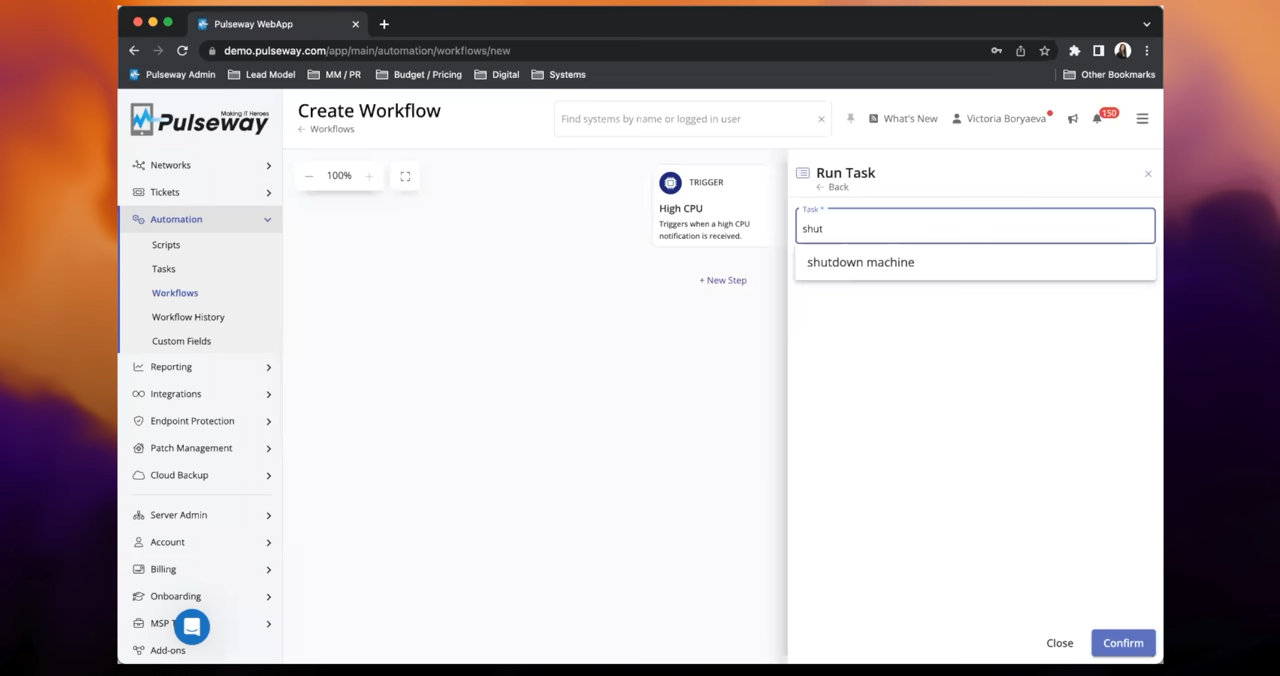 Pulseway WebApp
demo.pulseway.com/app/main/automation/workflows/new
Pulseway Admin
Lead Model
MM / PR
Budget / Pricing
Digital
Systems
Other Bookmarks
Making IT Heroes
Pulseway
Create Workflow
Workflows
Find systems by name or logged in user
What's New
Victoria Boryaeva
150
Networks
Tickets
Automation
Scripts
Tasks
Workflows
Workflow History
Custom Fields
Reporting
Integrations
Endpoint Protection
Patch Management
Cloud Backup
Server Admin
Account
Billing
Onboarding
MSP
Add-ons
100%
TRIGGER
High CPU
Triggers when a high CPU
notification is received.
+ New Step
Run Task
Back
Task *
shut
shutdown machine
Close
Confirm